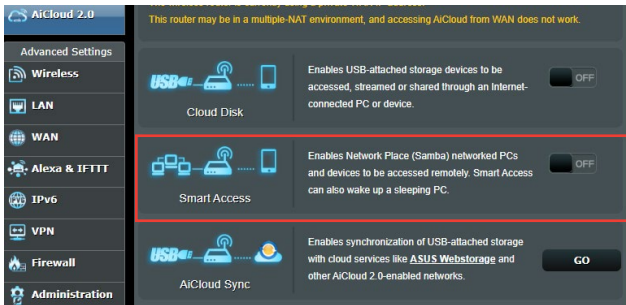 AiCloud 2.0
This router may be in a multiple-NAT environment, and accessing AiCloud from WAN does
not work.
Advanced Settings
Wireless
LAN
WAN
Alexa & IFTTT
IPv6
VPN
Firewall
Administration
USB
Cloud Disk
Enables USB-attached storage devices to be
accessed, streamed or shared through an Internet-
connected PC or device.
OFF
Smart Access
Enables Network Place (Samba) networked PCs
and devices to be accessed remotely. Smart Access
can also wake up a sleeping PC.
OFF
USB
AiCloud Sync
Enables synchronization of USB-attached storage
with cloud services like ASUS Webstorage and
other AiCloud 2.0-enabled networks.
GO